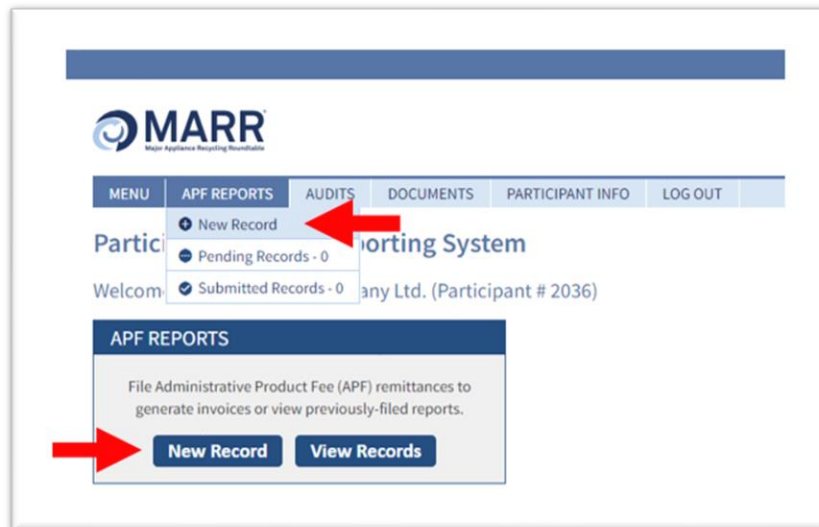 MARR
Major Appliance Recycling Roundtable
MENU APF REPORTS AUDITS DOCUMENTS PARTICIPANT INFO LOG OUT
New Record
Partici orting System
Pending Records - 0
Welcom any Ltd. (Participant # 2036)
Submitted Records - 0
APF REPORTS
File Administrative Product Fee (APF) remittances to
generate invoices or view previously-filed reports.
New Record View Records